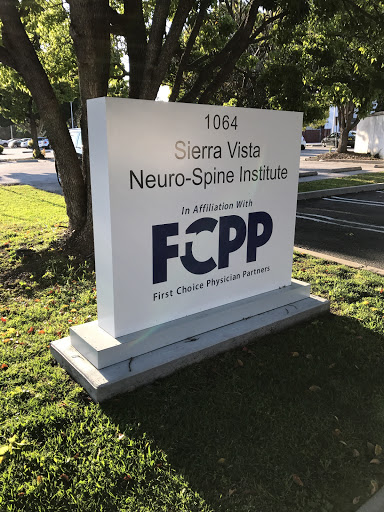 1064
Sierra Vista
Neuro-Spine Institute
In Affiliation With
FCPP
First Choice Physician Partners